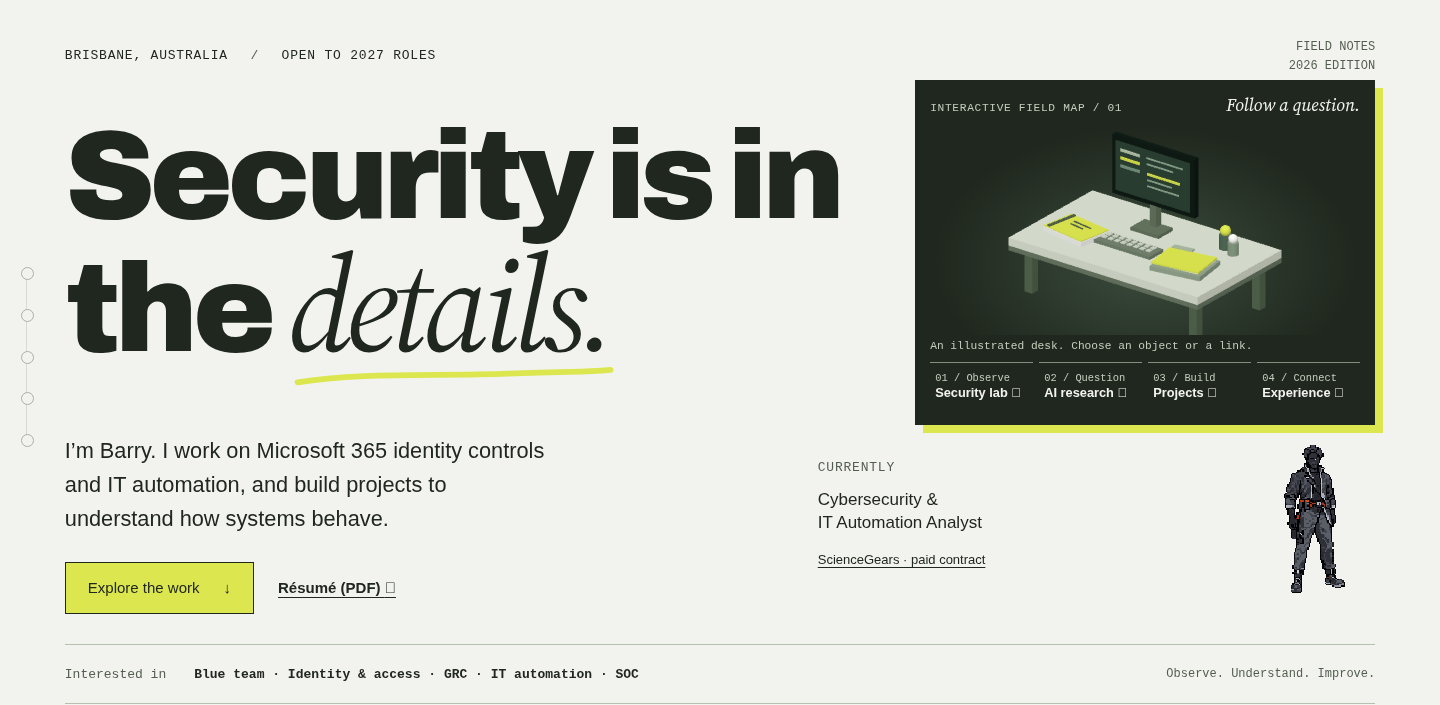 BRISBANE, AUSTRALIA / OPEN TO 2027 ROLES
FIELD NOTES
2026 EDITION
Security is in
the details.
INTERACTIVE FIELD MAP / 01
Follow a question.
An illustrated desk. Choose an object or a link.
01 / Observe
Security lab
02 / Question
AI research
03 / Build
Projects
04 / Connect
Experience
I’m Barry. I work on Microsoft 365 identity controls
and IT automation, and build projects to
understand how systems behave.
Explore the work ↓
Résumé (PDF)
CURRENTLY
Cybersecurity &
IT Automation Analyst
ScienceGears · paid contract
Interested in Blue team · Identity & access · GRC · IT automation · SOC
Observe. Understand. Improve.